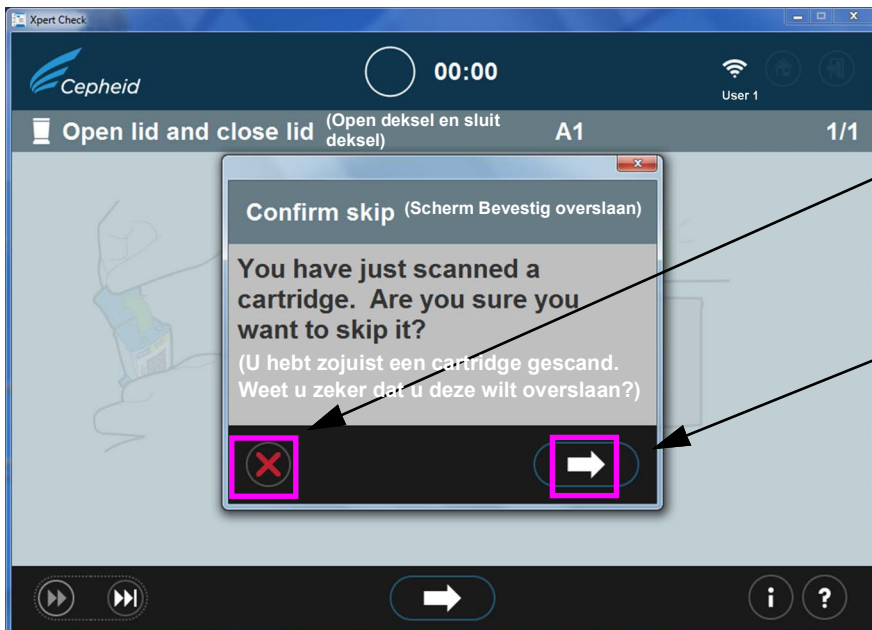 Xpert Check
Cepheid
00:00
User 1
Open lid and close lid (Open deksel en sluit deksel) A1 1/1
Confirm skip (Scherm Bevestig overslaan)
You have just scanned a
cartridge. Are you sure you
want to skip it?
(U hebt zojuist een cartridge gescand.
Weet u zeker dat u deze wilt overslaan?)
i ?